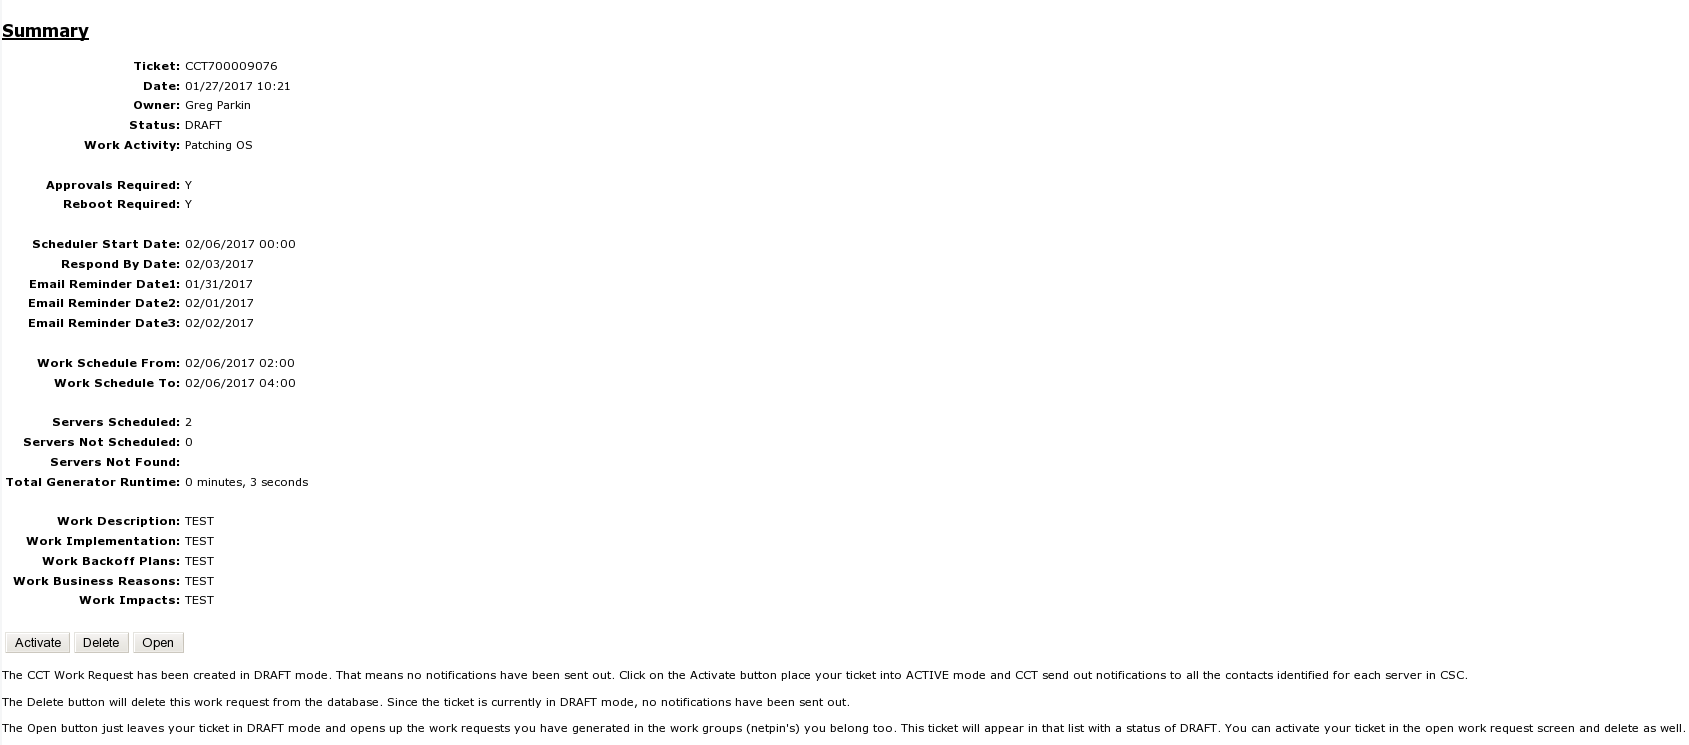 Summary
Ticket: CCT700009076
Date: 01/27/2017 10:21
Owner: Greg Parkin
Status: DRAFT
Work Activity: Patching OS
Approvals Required: Y
Reboot Required: Y
Scheduler Start Date: 02/06/2017 00:00
Respond By Date: 02/03/2017
Email Reminder Date1: 01/31/2017
Email Reminder Date2: 02/01/2017
Email Reminder Date3: 02/02/2017
Work Schedule From: 02/06/2017 02:00
Work Schedule To: 02/06/2017 04:00
Servers Scheduled: 2
Servers Not Scheduled: 0
Servers Not Found:
Total Generator Runtime: 0 minutes, 3 seconds
Work Description: TEST
Work Implementation: TEST
Work Backoff Plans: TEST
Work Business Reasons: TEST
Work Impacts: TEST
Activate Delete Open
The CCT Work Request has been created in DRAFT mode. That means no notifications have been sent out. Click on the Activate button place your ticket into ACTIVE mode and CCT send out notifications to all the contacts identified for each server in CSC.
The Delete button will delete this work request from the database. Since the ticket is currently in DRAFT mode, no notifications have been sent out.
The Open button just leaves your ticket in DRAFT mode and opens up the work requests you have generated in the work groups (netpin's) you belong too. This ticket will appear in that list with a status of DRAFT. You can activate your ticket in the open work request screen and delete as well.